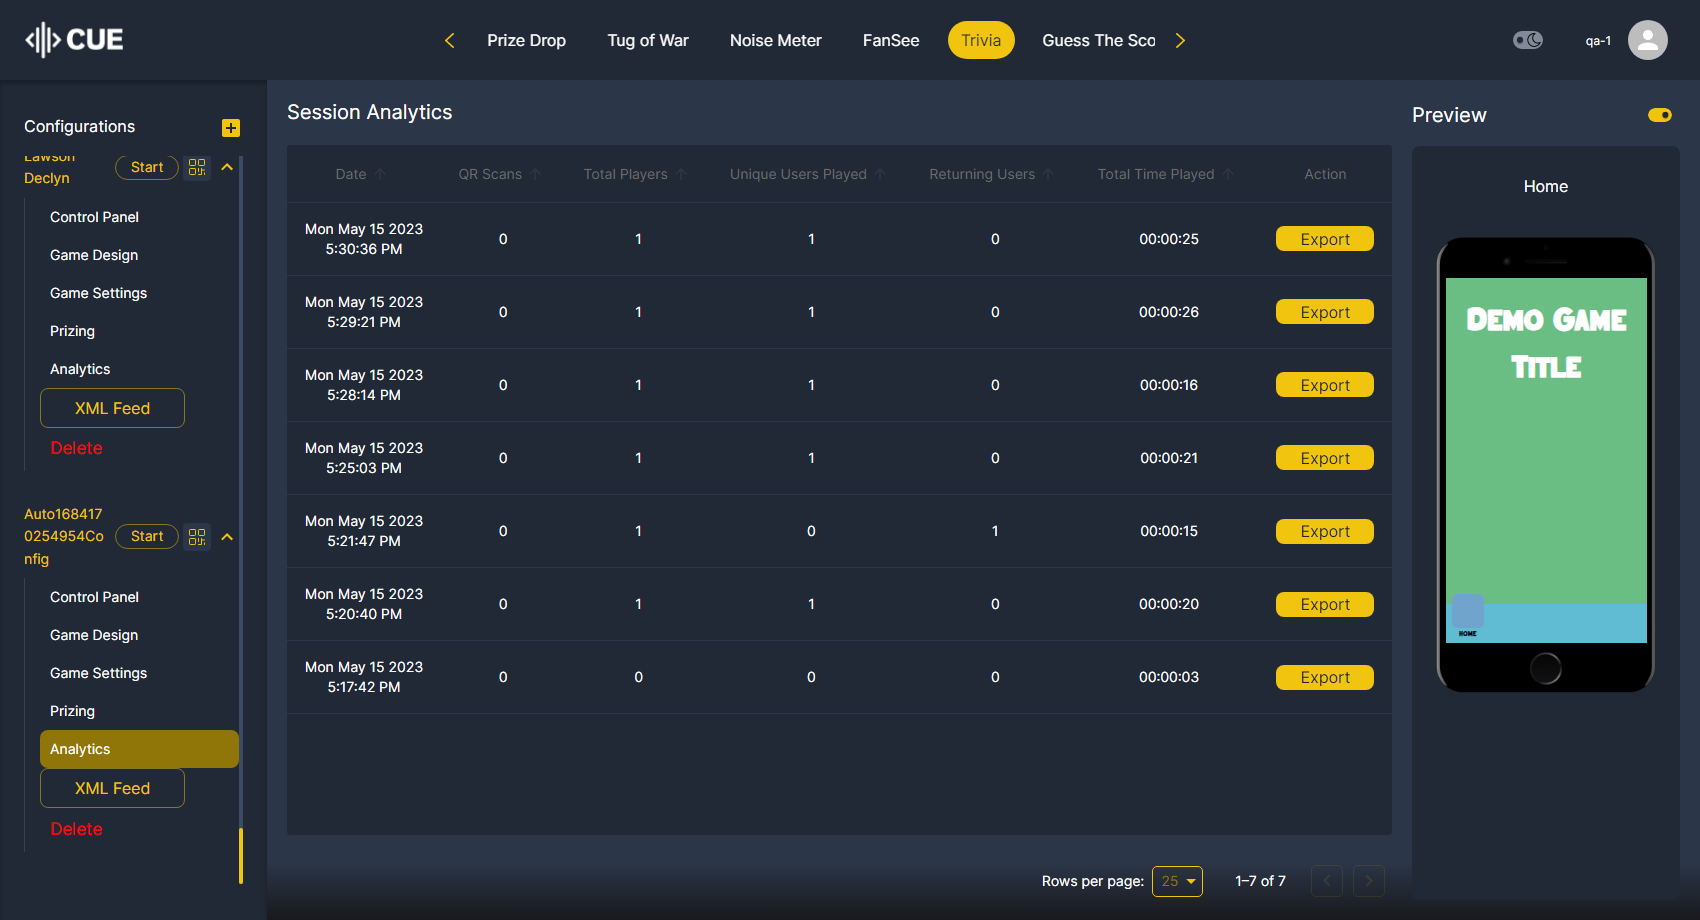 CUE
Prize Drop
Tug of War
Noise Meter
FanSee
Trivia
Guess The Sco
qa-1
Configurations
Lawson
Declyn
Start
Control Panel
Game Design
Game Settings
Prizing
Analytics
XML Feed
Delete
Auto168417
0254954Co
nfig
Start
Control Panel
Game Design
Game Settings
Prizing
Analytics
XML Feed
Delete
Session Analytics
Date QR Scans Total Players Unique Users Played Returning Users Total Time Played Action
Mon May 15 2023
5:30:36 PM 0 1 1 0 00:00:25 Export
Mon May 15 2023
5:29:21 PM 0 1 1 0 00:00:26 Export
Mon May 15 2023
5:28:14 PM 0 1 1 0 00:00:16 Export
Mon May 15 2023
5:25:03 PM 0 1 1 0 00:00:21 Export
Mon May 15 2023
5:21:47 PM 0 1 0 1 00:00:15 Export
Mon May 15 2023
5:20:40 PM 0 1 1 0 00:00:20 Export
Mon May 15 2023
5:17:42 PM 0 0 0 0 00:00:03 Export
Rows per page: 25 1–7 of 7
Preview
Home
Demo Game
Title
HOME